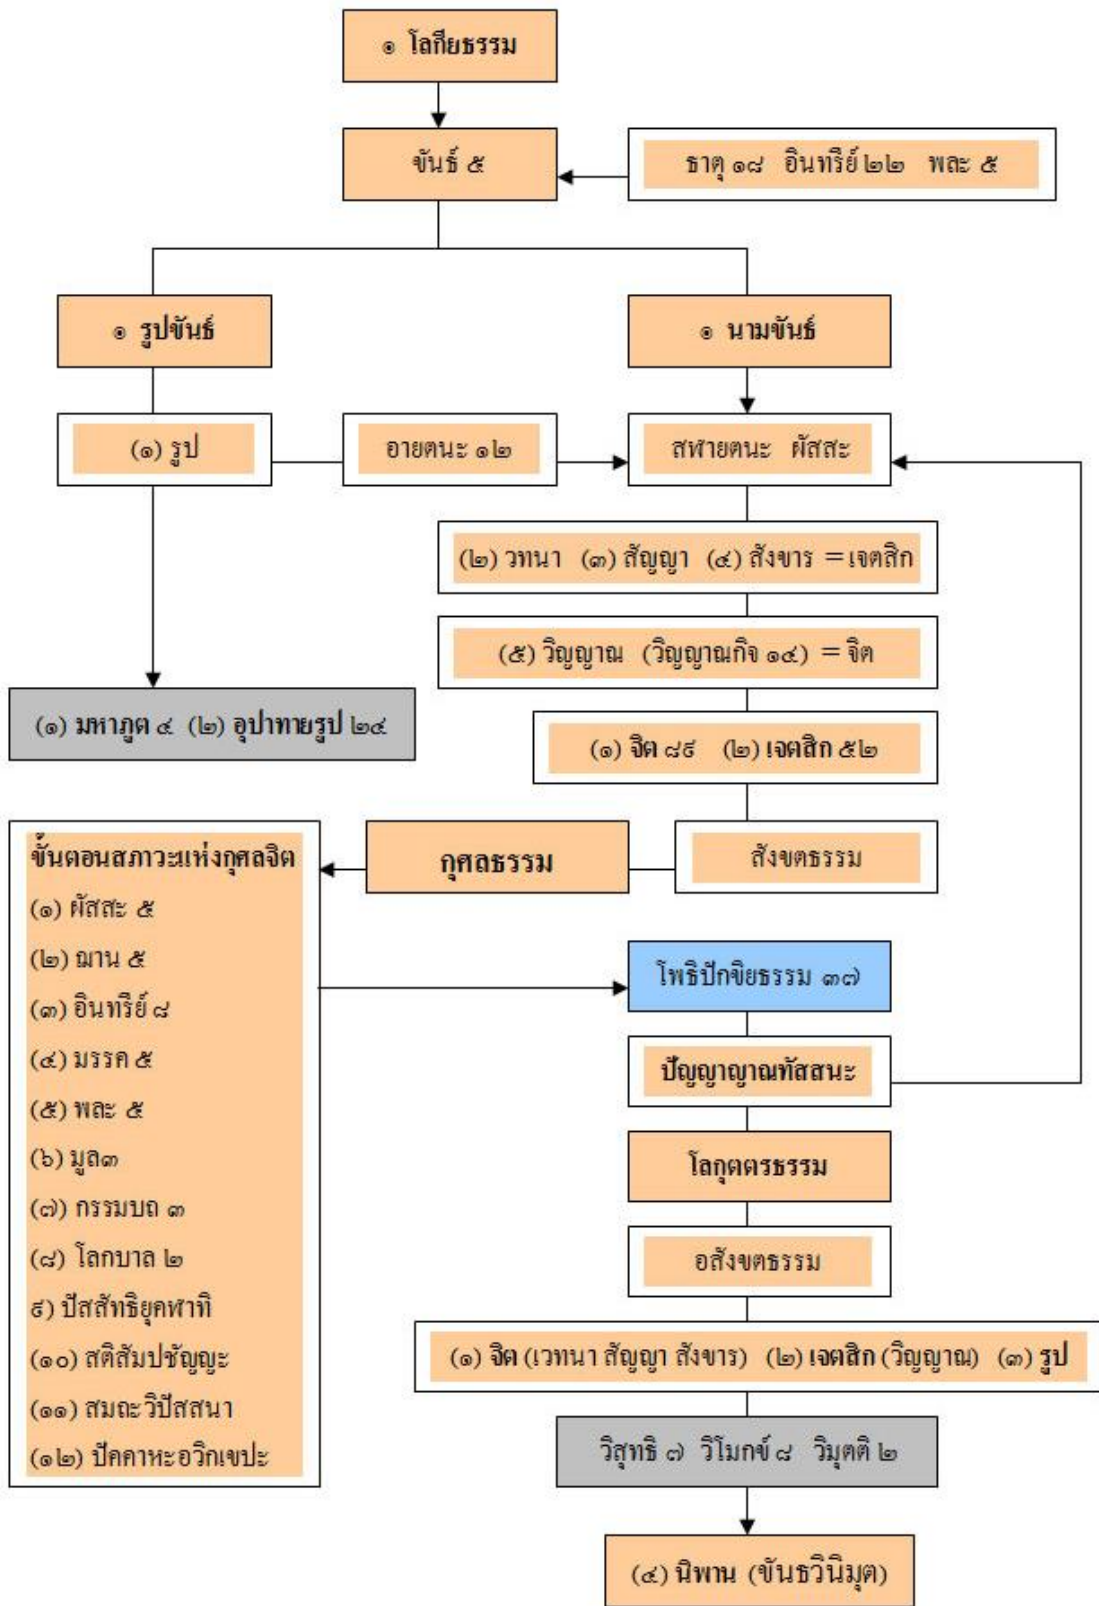 ๑ โลกียธรรม
ขันธ์ ๕
ธาตุ ๑๘ อินทรีย์ ๒๒ พละ ๕
๑ รูปขันธ์
๑ นามขันธ์
(๑) รูป
อายตนะ ๑๒
สฬายตนะ ผัสสะ
(๒) วทนา (๓) สัญญา (๔) สังขาร = เจตสิก
(๕) วิญญาณ (วิญญาณกิจ ๑๔) = จิต
(๑) มหาภูต ๔ (๒) อุปาทายรูป ๒๔
(๑) จิต ๘๙ (๒) เจตสิก ๕๒
สังขตธรรม
กุศลธรรม
ขั้นตอนสภาวะแห่งกุศลจิต
(๑) ผัสสะ ๕
(๒) ฌาน ๕
(๓) อินทรีย์ ๘
(๔) มรรค ๕
(๕) พละ ๕
(๖) มูล๓
(๗) กรรมบถ ๓
(๘) โลกบาล ๒
๙) ปัสสัทธิยุคฬาทิ
(๑๐) สติสัมปชัญญะ
(๑๑) สมถะวิปัสสนา
(๑๒) ปัคคาหะอวิกเขปะ
โพธิปักขิยธรรม ๓๗
ปัญญาญาณทัสสนะ
โลกุตตรธรรม
อสังขตธรรม
(๑) จิต (เวทนา สัญญา สังขาร) (๒) เจตสิก (วิญญาณ) (๓) รูป
วิสุทธิ ๗ วิโมกข์ ๘ วิมุตติ ๒
(๔) นิพาน (ขันธวินิมุต)